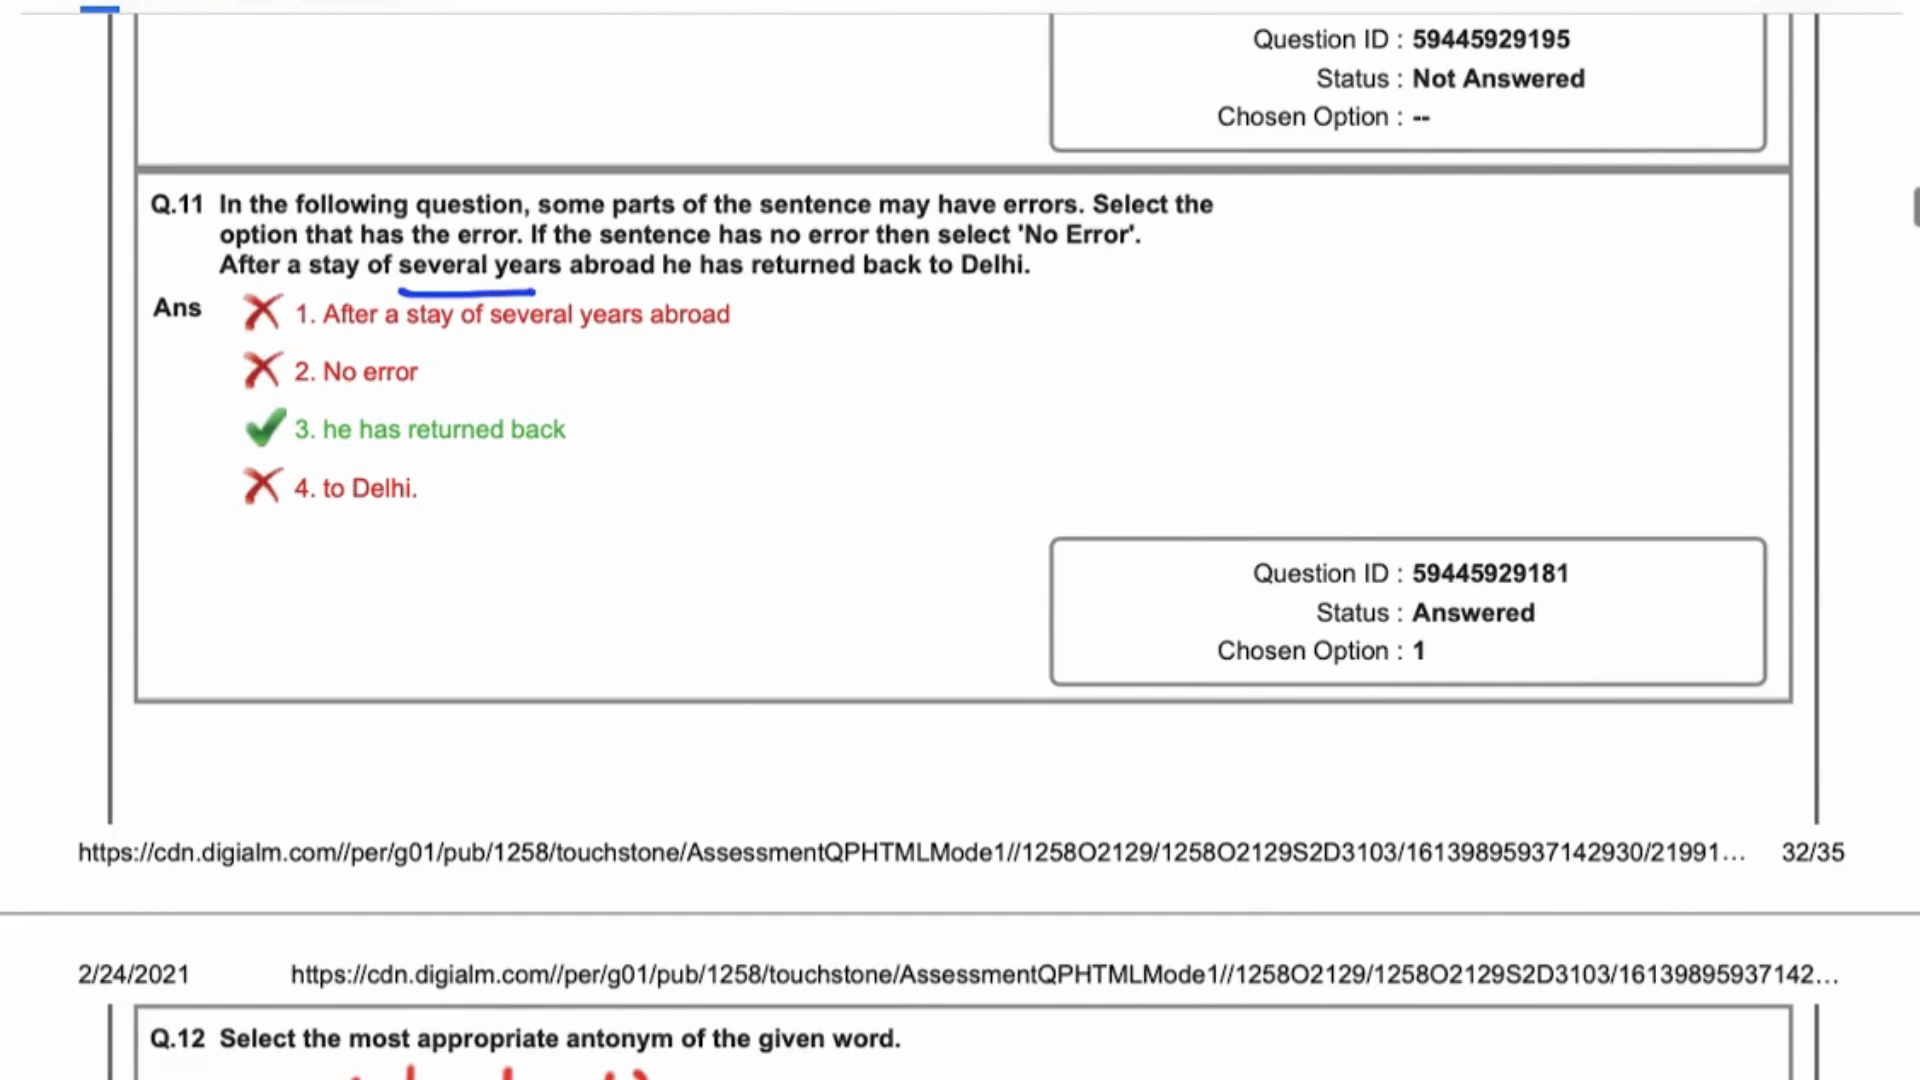 Question ID : 59445929195
Status : Not Answered
Chosen Option : --
Q.11 In the following question, some parts of the sentence may have errors. Select the
option that has the error. If the sentence has no error then select 'No Error'.
After a stay of several years abroad he has returned back to Delhi.
Ans 1. After a stay of several years abroad
2. No error
3. he has returned back
4. to Delhi.
Question ID : 59445929181
Status : Answered
Chosen Option : 1
https://cdn.digialm.com//per/g01/pub/1258/touchstone/AssessmentQPHTMLMode1//1258O2129/1258O2129S2D3103/16139895937142930/21991... 32/35
2/24/2021 https://cdn.digialm.com//per/g01/pub/1258/touchstone/AssessmentQPHTMLMode1//1258O2129/1258O2129S2D3103/161398959371​42...
Q.12 Select the most appropriate antonym of the given word.